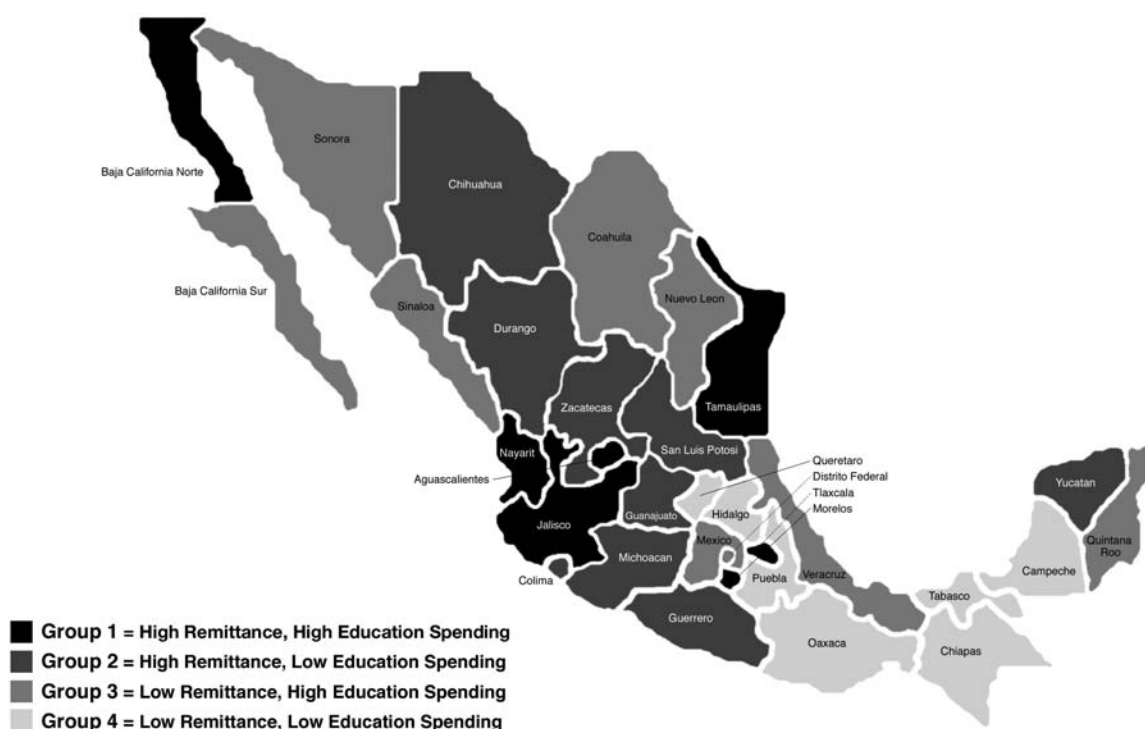 Sonora
Baja California Norte
Chihuahua
Coahuila
Baja California Sur
Sinaloa
Nuevo Leon
Durango
Zacatecas
Tamaulipas
Nayarit
San Luis Potosi
Queretaro
Aguascalientes
Distrito Federal
Tlaxcala
Yucatan
Morelos
Guanajuato
Hidalgo
Jalisco
Mexico
Quintana
Roo
Michoacan
Campeche
Colima
Puebla
Veracruz
Tabasco
Guerrero
Oaxaca
Chiapas
Group 1 = High Remittance, High Education Spending
Group 2 = High Remittance, Low Education Spending
Group 3 = Low Remittance, High Education Spending
Group 4 = Low Remittance, Low Education Spending